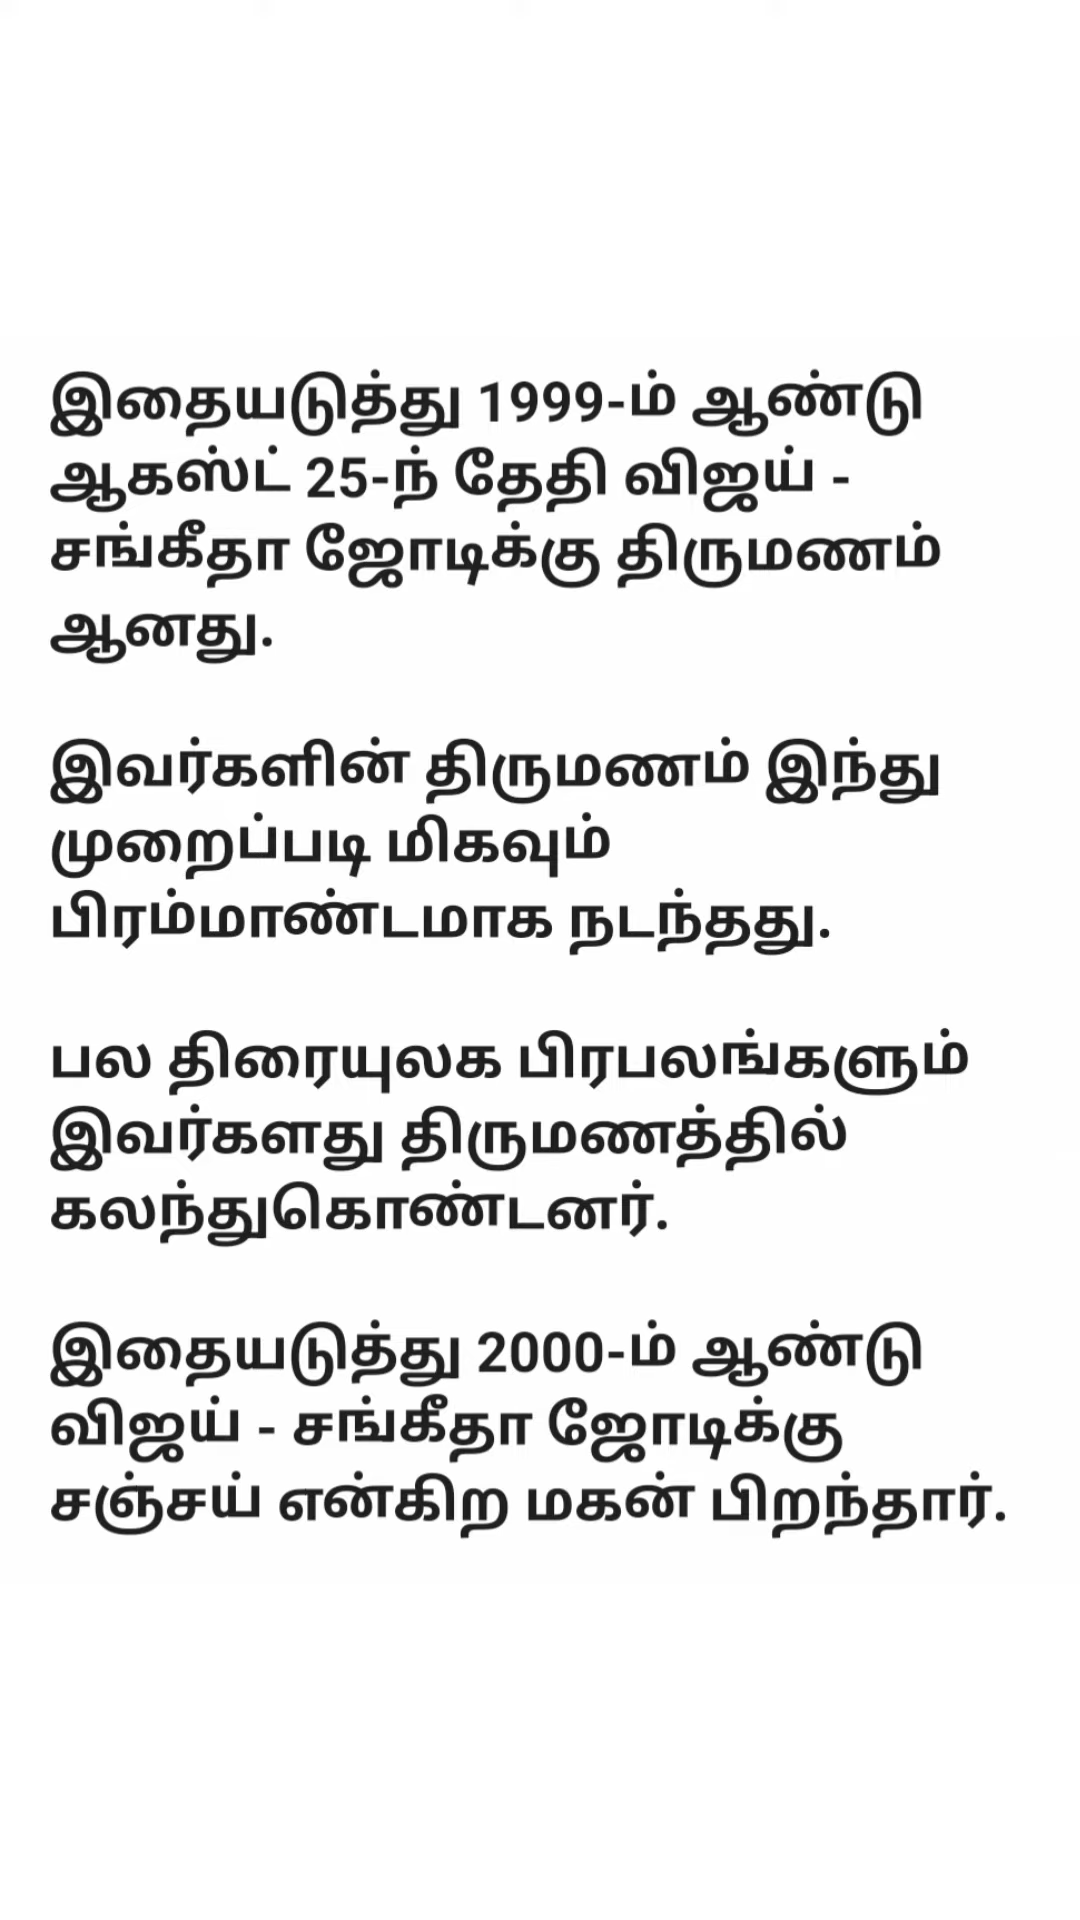 இதையடுத்து 1999-ம் ஆண்டு
ஆகஸ்ட் 25-ந் தேதி விஜய் -
சங்கீதா ஜோடிக்கு திருமணம்
ஆனது.
இவர்களின் திருமணம் இந்து
முறைப்படி மிகவும்
பிரம்மாண்டமாக நடந்தது.
பல திரையுலக பிரபலங்களும்
இவர்களது திருமணத்தில்
கலந்துகொண்டனர்.
இதையடுத்து 2000-ம் ஆண்டு
விஜய் - சங்கீதா ஜோடிக்கு
சஞ்சய் என்கிற மகன் பிறந்தார்.